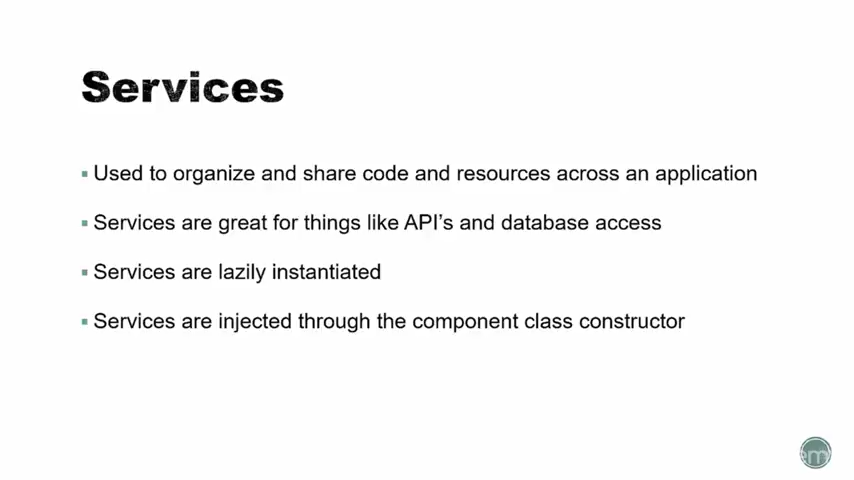 Services
Used to organize and share code and resources across an application
Services are great for things like API's and database access
Services are lazily instantiated
Services are injected through the component class constructor
em